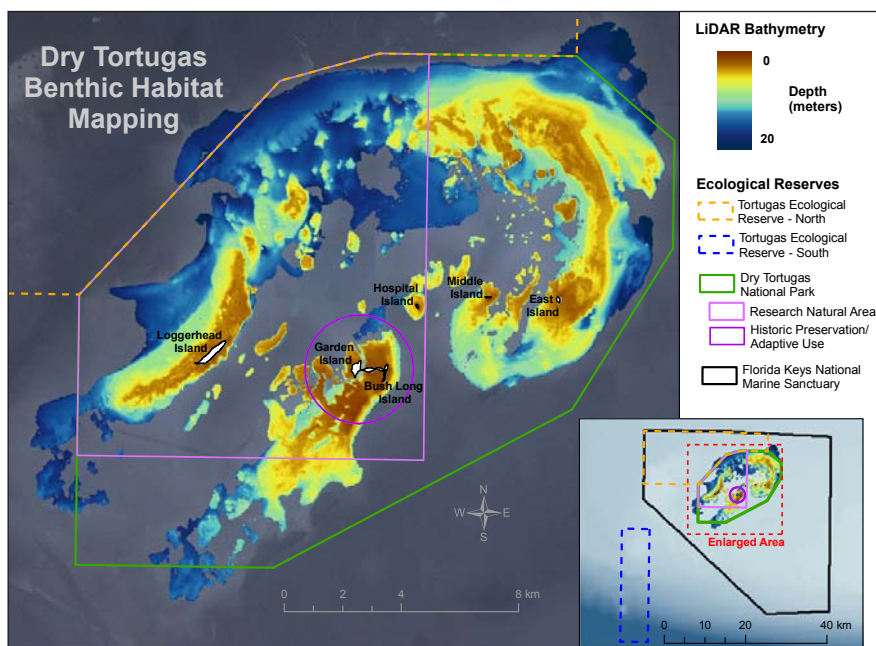 Dry Tortugas
Benthic Habitat
Mapping
Hospital
Island
Middle
Island
East
Island
Loggerhead
Island
Garden
Island
Bush Long
Island
N
W E
S
0 4 8 km
LiDAR Bathymetry
0
Depth
(meters)
20
Ecological Reserves
Tortugas Ecological
Reserve - North
Tortugas Ecological
Reserve - South
Dry Tortugas
National Park
Research Natural Area
Historic Preservation/
Adaptive Use
Florida Keys National
Marine Sanctuary
Enlarged Area
0 10 20 40 km